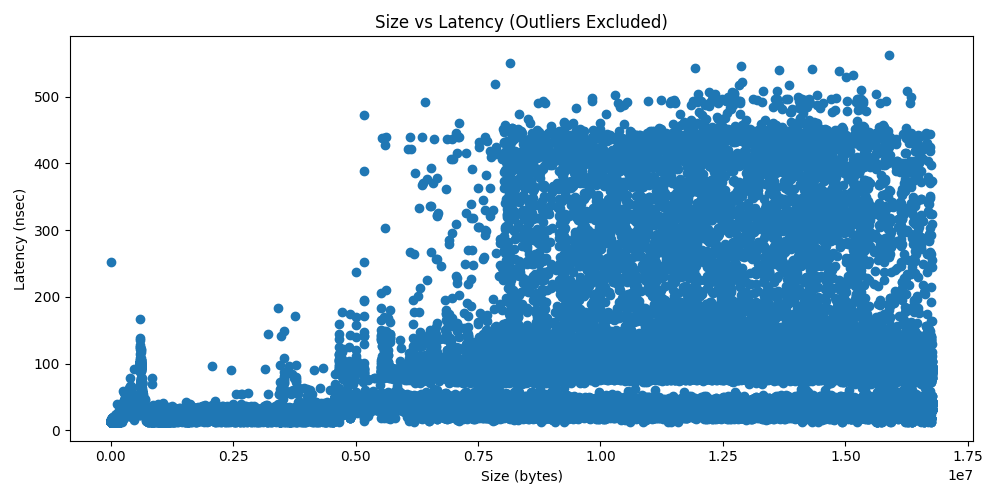 Size vs Latency (Outliers Excluded)
Latency (nsec)
500
400
300
200
100
0
0.00 0.25 0.50 0.75 1.00 1.25 1.50 1.75
1e7
Size (bytes)